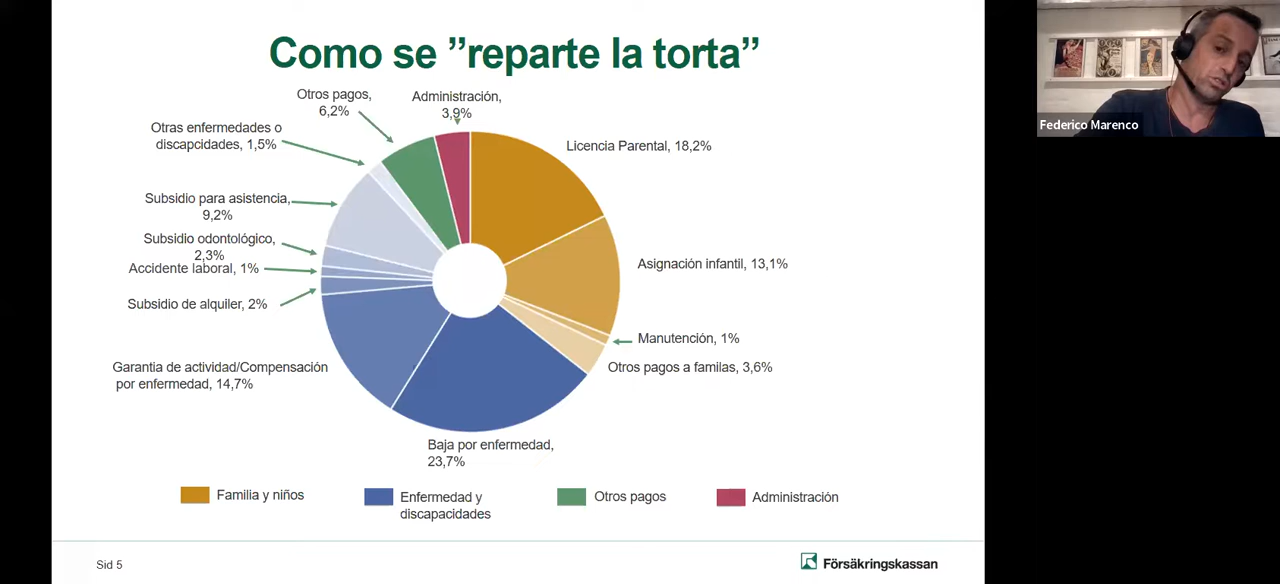 Como se ”reparte la torta”
Otros pagos,
6,2%
Administración,
3,9%
Otras enfermedades o
discapcidades, 1,5%
Licencia Parental, 18,2%
Subsidio para asistencia,
9,2%
Subsidio odontológico,
2,3%
Accidente laboral, 1%
Subsidio de alquiler, 2%
Asignación infantil, 13,1%
Manutención, 1%
Otros pagos a familas, 3,6%
Garantia de actividad/Compensación
por enfermedad, 14,7%
Baja por enfermedad,
23,7%
Familia y niños
Enfermedad y
discapacidades
Otros pagos
Administración
Sid 5
Försäkringskassan
Federico Marenco